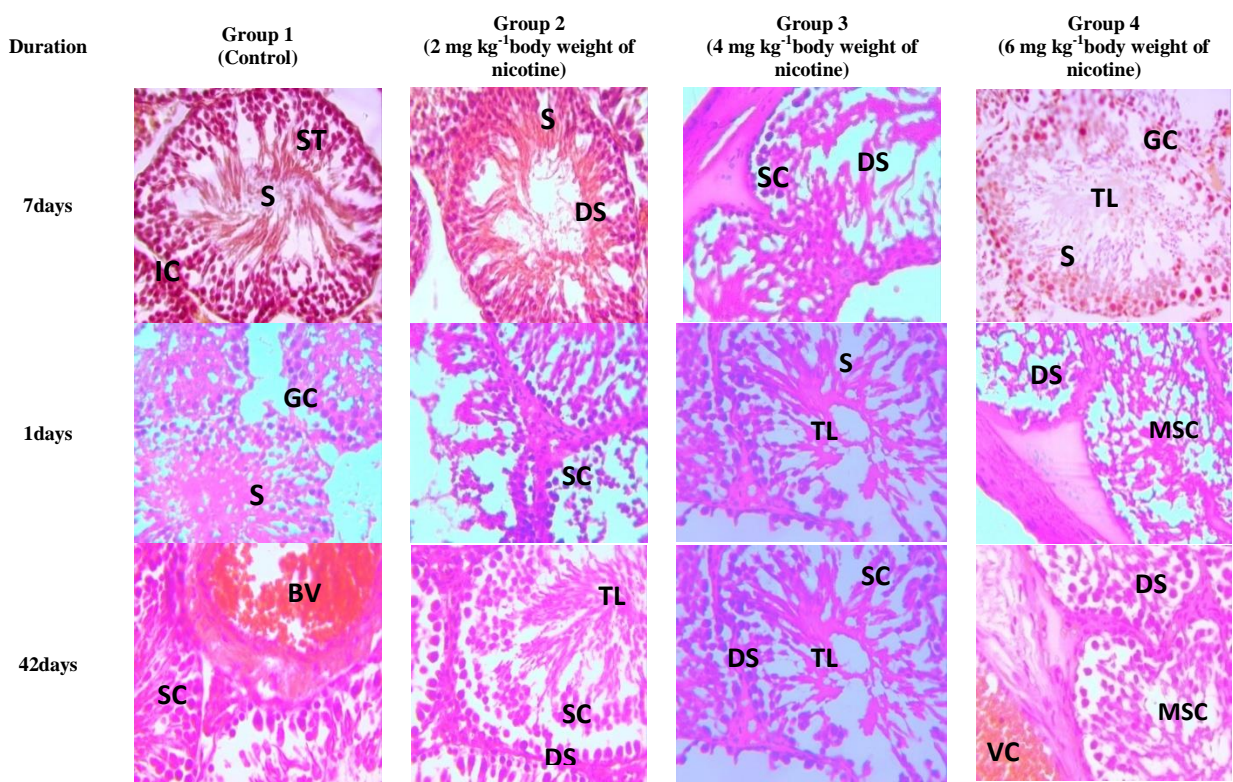 Duration
Group 1
(Control)
Group 2
(2 mg kg-1body weight of
nicotine)
Group 3
(4 mg kg-1body weight of
nicotine)
Group 4
(6 mg kg-1body weight of
nicotine)
7days
ST
S
IC
S
DS
SC
DS
GC
TL
S
1days
GC
S
SC
S
TL
DS
MSC
42days
BV
SC
TL
SC
DS
SC
DS
TL
DS
MSC
VC